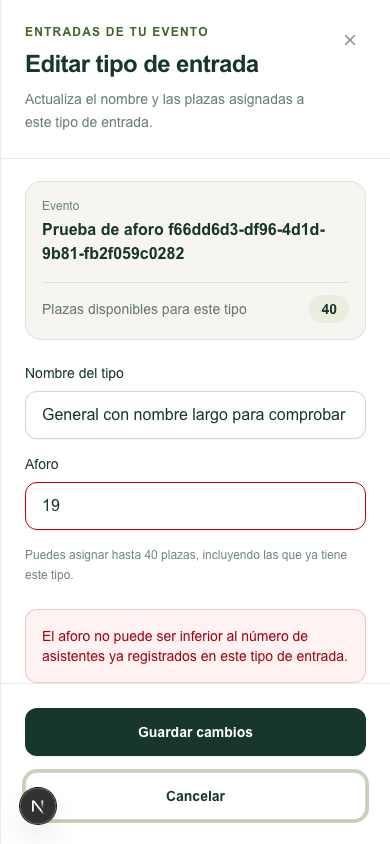 ENTRADAS DE TU EVENTO
Editar tipo de entrada
Actualiza el nombre y las plazas asignadas a
este tipo de entrada.
Evento
Prueba de aforo f66dd6d3-df96-4d1d-
9b81-fb2f059c0282
Plazas disponibles para este tipo
40
Nombre del tipo
General con nombre largo para comprobar
Aforo
19
Puedes asignar hasta 40 plazas, incluyendo las que ya tiene
este tipo.
El aforo no puede ser inferior al número de
asistentes ya registrados en este tipo de entrada.
Guardar cambios
Cancelar
N